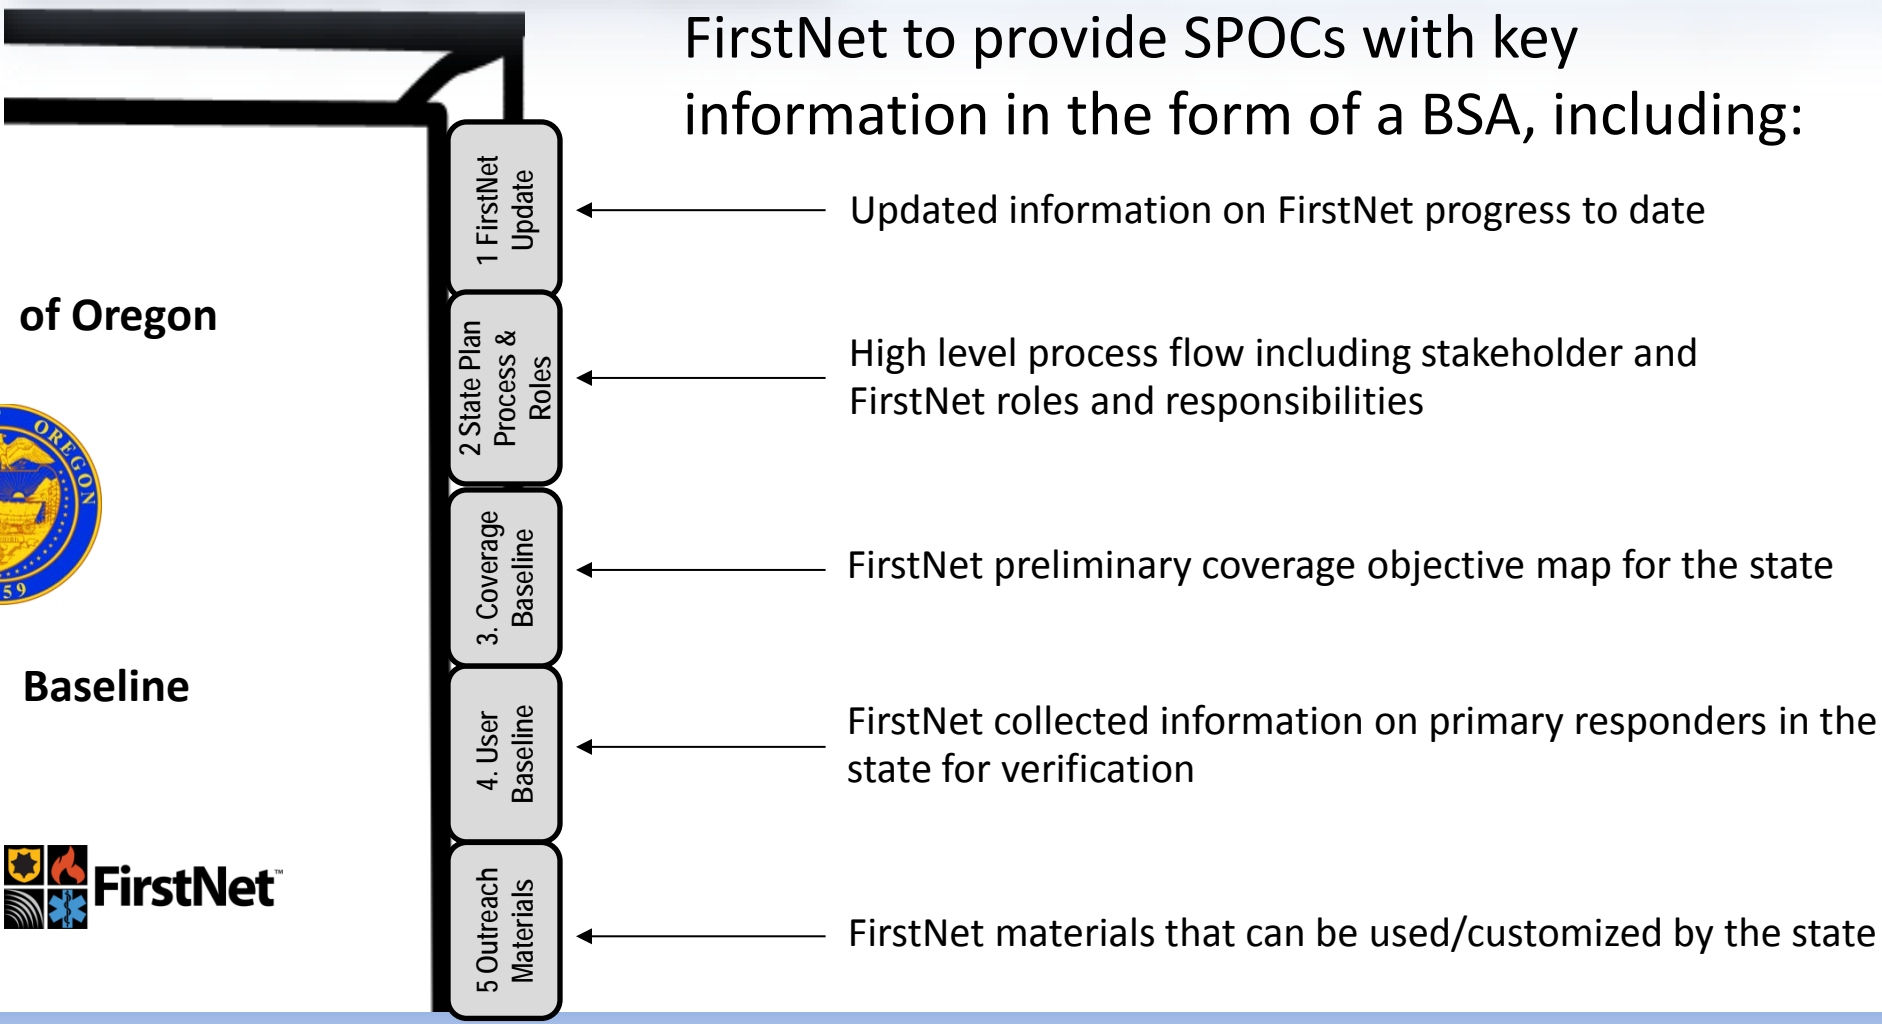 FirstNet to provide SPOCs with key
information in the form of a BSA, including:
of Oregon
OREGON
59
Baseline
FirstNet™
1 FirstNet
Update
Updated information on FirstNet progress to date
2 State Plan
Process &
Roles
High level process flow including stakeholder and
FirstNet roles and responsibilities
3. Coverage
Baseline
FirstNet preliminary coverage objective map for the state
4. User
Baseline
FirstNet collected information on primary responders in the
state for verification
5 Outreach
Materials
FirstNet materials that can be used/customized by the state